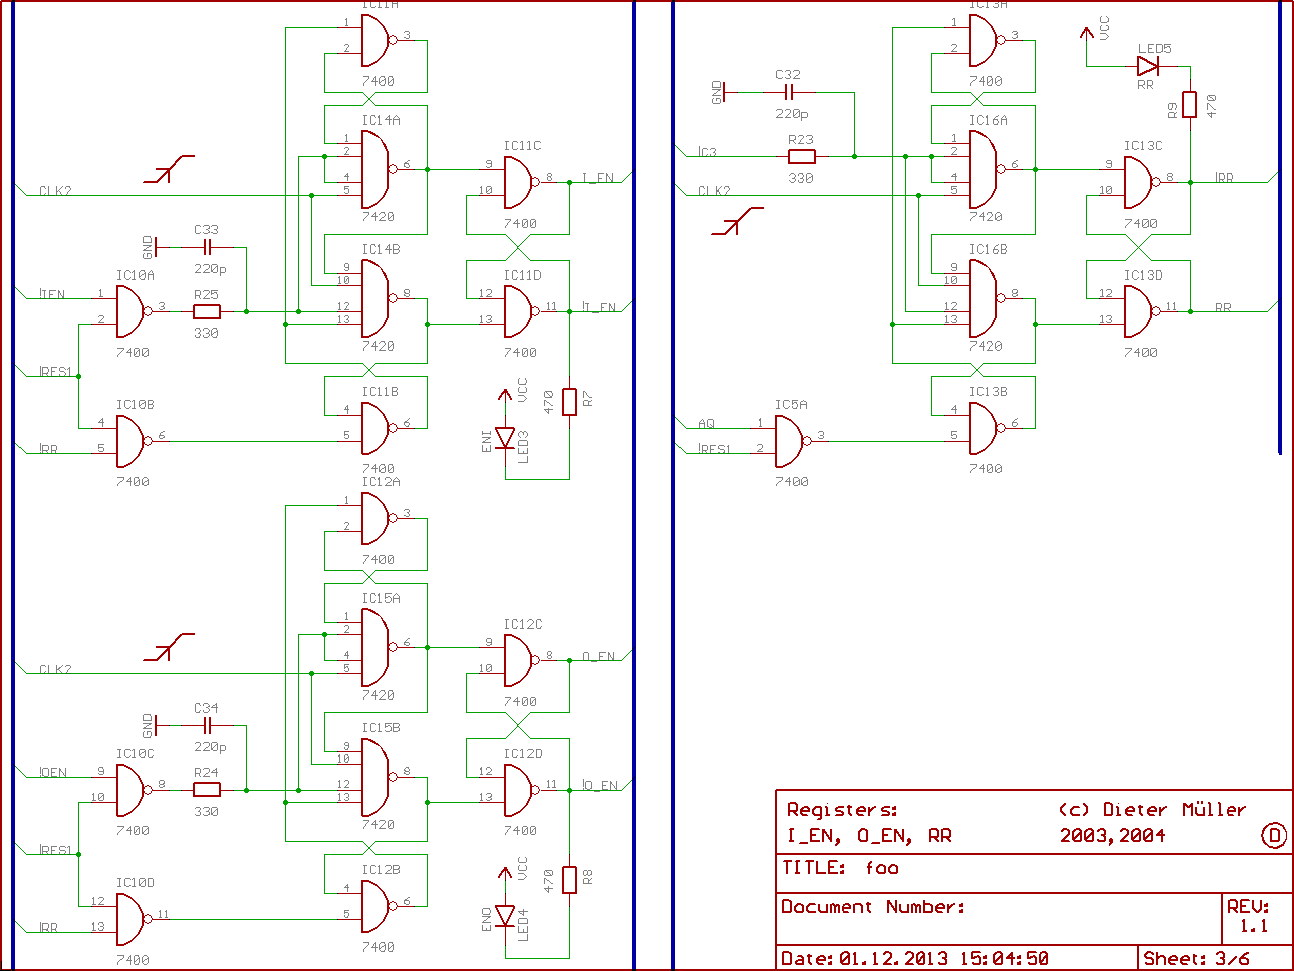 IC11A
1
3
2
7400
IC14A
1
2
6
4
5
7420
CLK2
IC11C
9
8
10
7400
I_EN
C33
GND
220p
IC14B
9
10
8
12
13
7420
IC10A
!IEN
1
3
2
7400
R25
330
IC11D
12
11
13
7400
!I_EN
!RES1
IC10B
4
6
5
7400
!RR
IC11B
4
6
5
7400
VCC
ENI
LED3
470
R7
IC12A
1
3
2
7400
IC15A
1
2
6
4
5
7420
CLK2
IC12C
9
8
10
7400
O_EN
C34
GND
220p
IC15B
9
10
8
12
13
7420
IC10C
!OEN
9
8
10
7400
R24
330
IC12D
12
11
13
7400
!O_EN
!RES1
IC10D
12
11
13
7400
!RR
IC12B
4
6
5
7400
VCC
ENO
LED4
470
R8
IC13A
1
3
2
7400
VCC
LED5
RR
R9
470
C32
GND
220p
IC16A
1
2
6
4
5
7420
!C3
R23
330
CLK2
IC13C
9
8
10
7400
!RR
IC16B
9
10
8
12
13
7420
IC13D
12
11
13
7400
RR
IC5A
AQ
1
3
!RES1
2
7400
IC13B
4
6
5
7400
Registers: (c) Dieter Müller
I_EN, O_EN, RR 2003,2004
D
TITLE: foo
Document Number:
REV:
1.1
Date: 01.12.2013 15:04:50
Sheet: 3/6